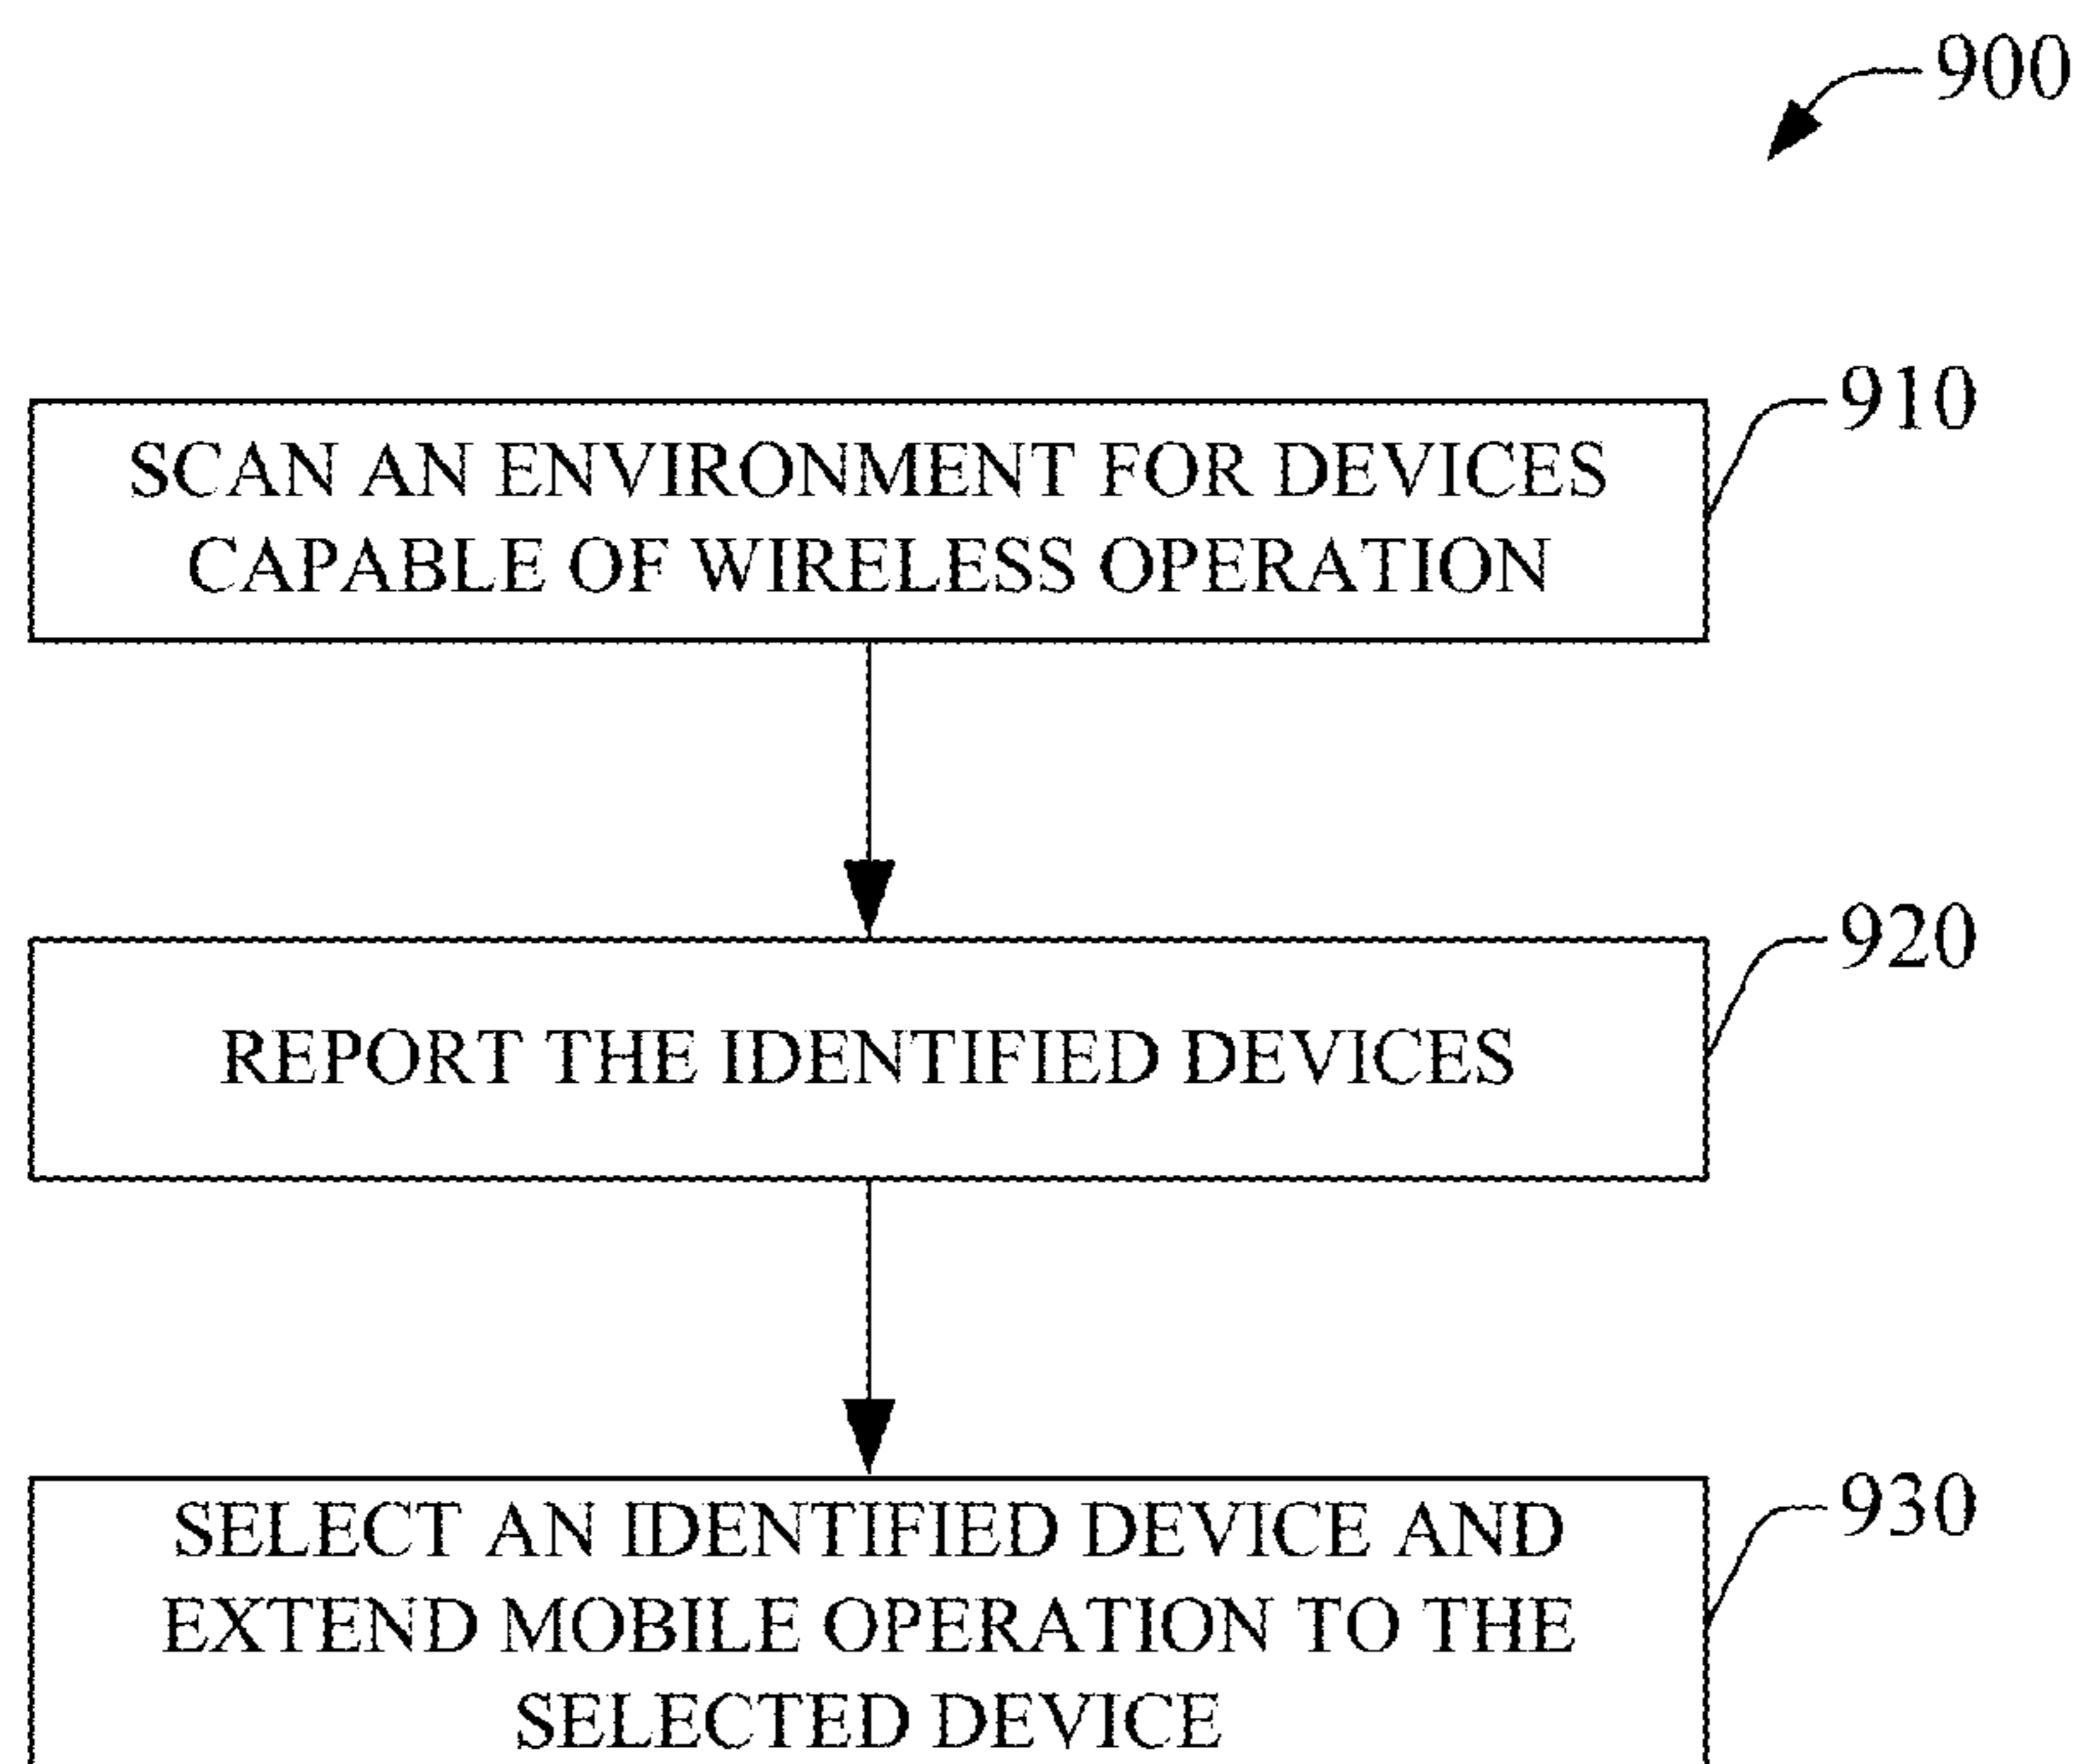 900
910
SCAN AN ENVIRONMENT FOR DEVICES
CAPABLE OF WIRELESS OPERATION
920
REPORT THE IDENTIFIED DEVICES
930
SELECT AN IDENTIFIED DEVICE AND
EXTEND MOBILE OPERATION TO THE
SELECTED DEVICE